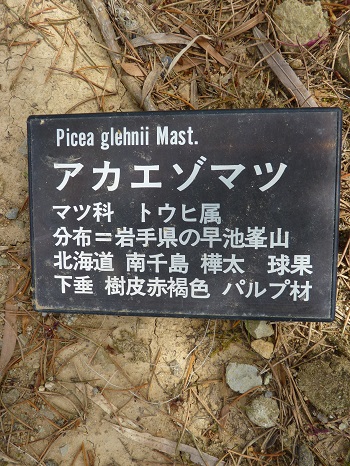 Picea glehnii Mast.
アカエゾマツ
マツ科 トウヒ属
分布＝岩手県の早池峯山
北海道 南千島 樺太 球果
下垂 樹皮赤褐色 パルプ材